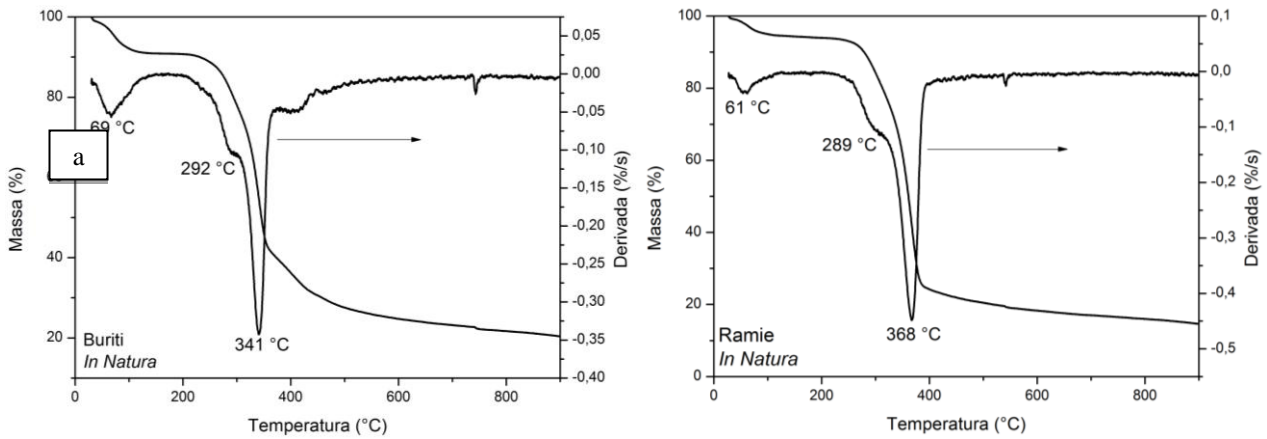 100
80
40
20
Massa (%)
a
69 °C
292 °C
341 °C
Buriti
In Natura
0
200
400
600
800
Temperatura (°C)
0,05
0,00
-0,05
-0,10
-0,15
-0,20
-0,25
-0,30
-0,35
-0,40
Derivada (%/s)
100
80
60
40
20
0
Massa (%)
61 °C
289 °C
368 °C
Ramie
In Natura
0
200
400
600
800
Temperatura (°C)
0,1
0,0
-0,1
-0,2
-0,3
-0,4
-0,5
Derivada (%/s)